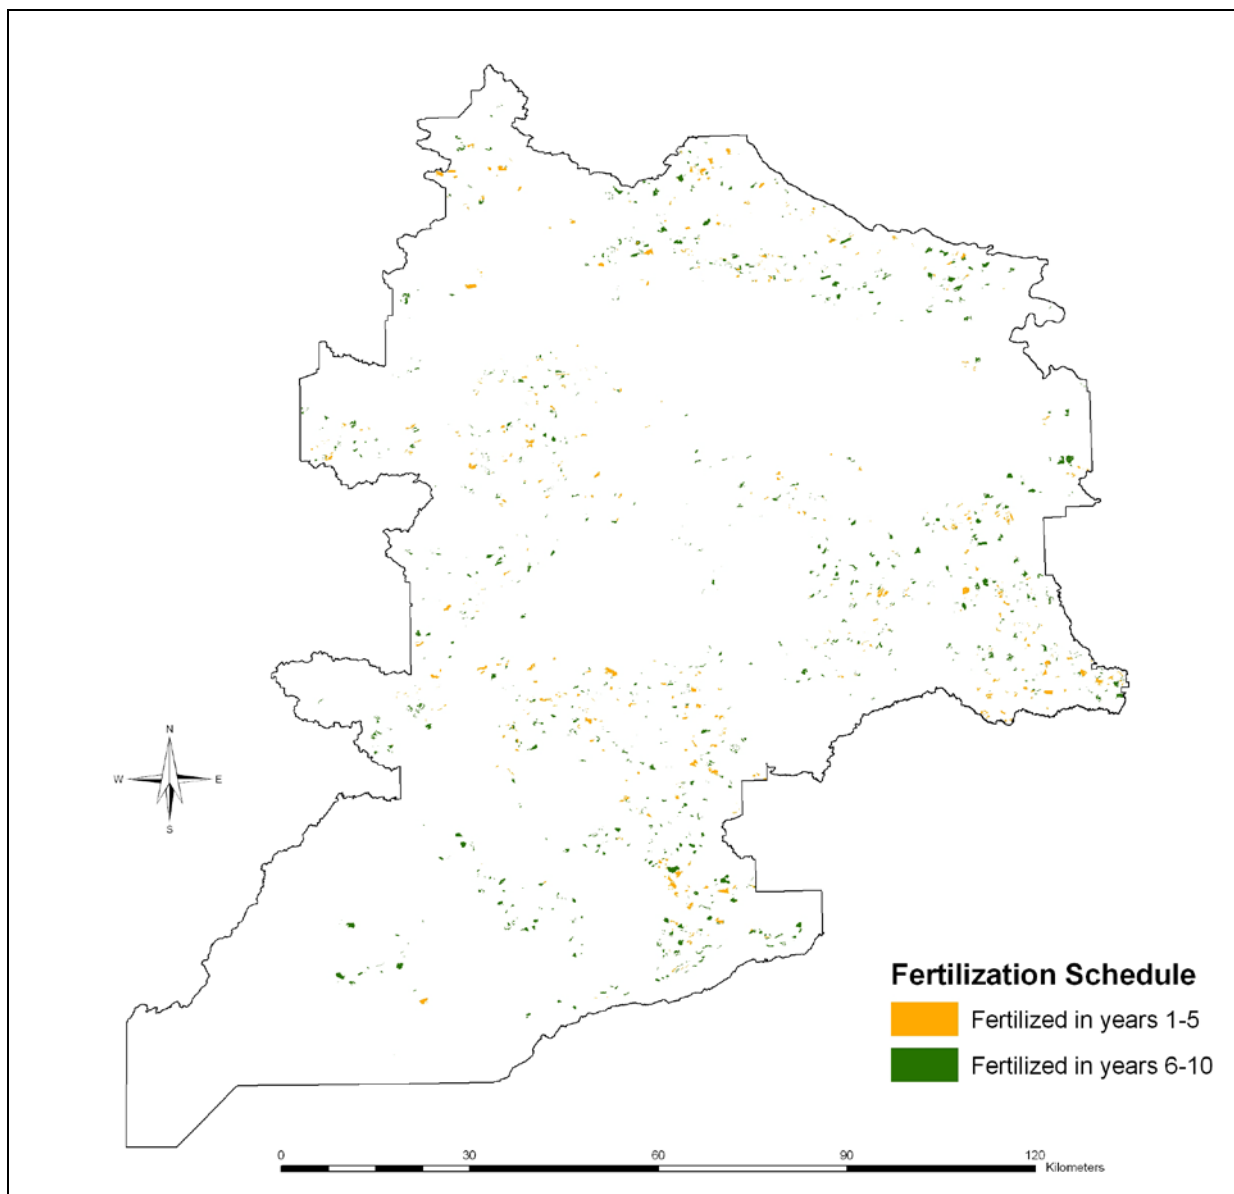 N
W E
S
Fertilization Schedule
Fertilized in years 1-5
Fertilized in years 6-10
0 30 60 90 120
Kilometers